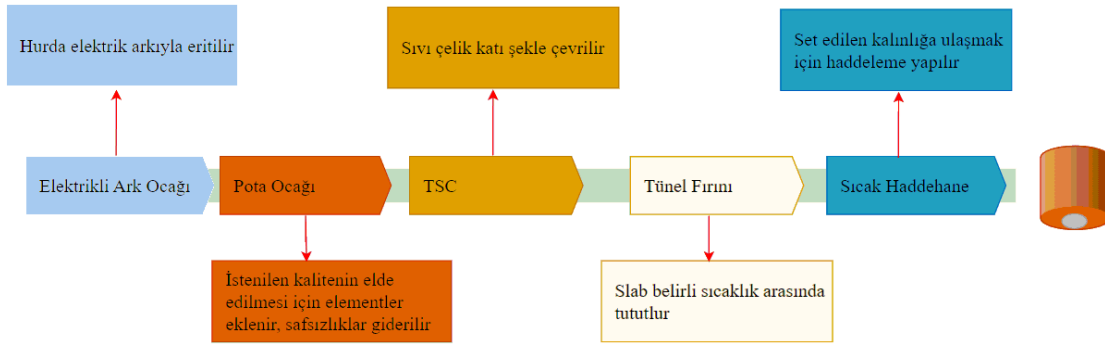 Hurda elektrik arkıyla eritilir
Sıvı çelik katı şekle çevrilir
Set edilen kalınlığa ulaşmak
için haddeleme yapılır
Elektrikli Ark Ocağı
Pota Ocağı
TSC
Tünel Fırını
Sıcak Haddehane
İstenilen kalitenin elde
edilmesi için elementler
eklenir, safsızlıklar giderilir
Slab belirli sıcaklık arasında
tututlur